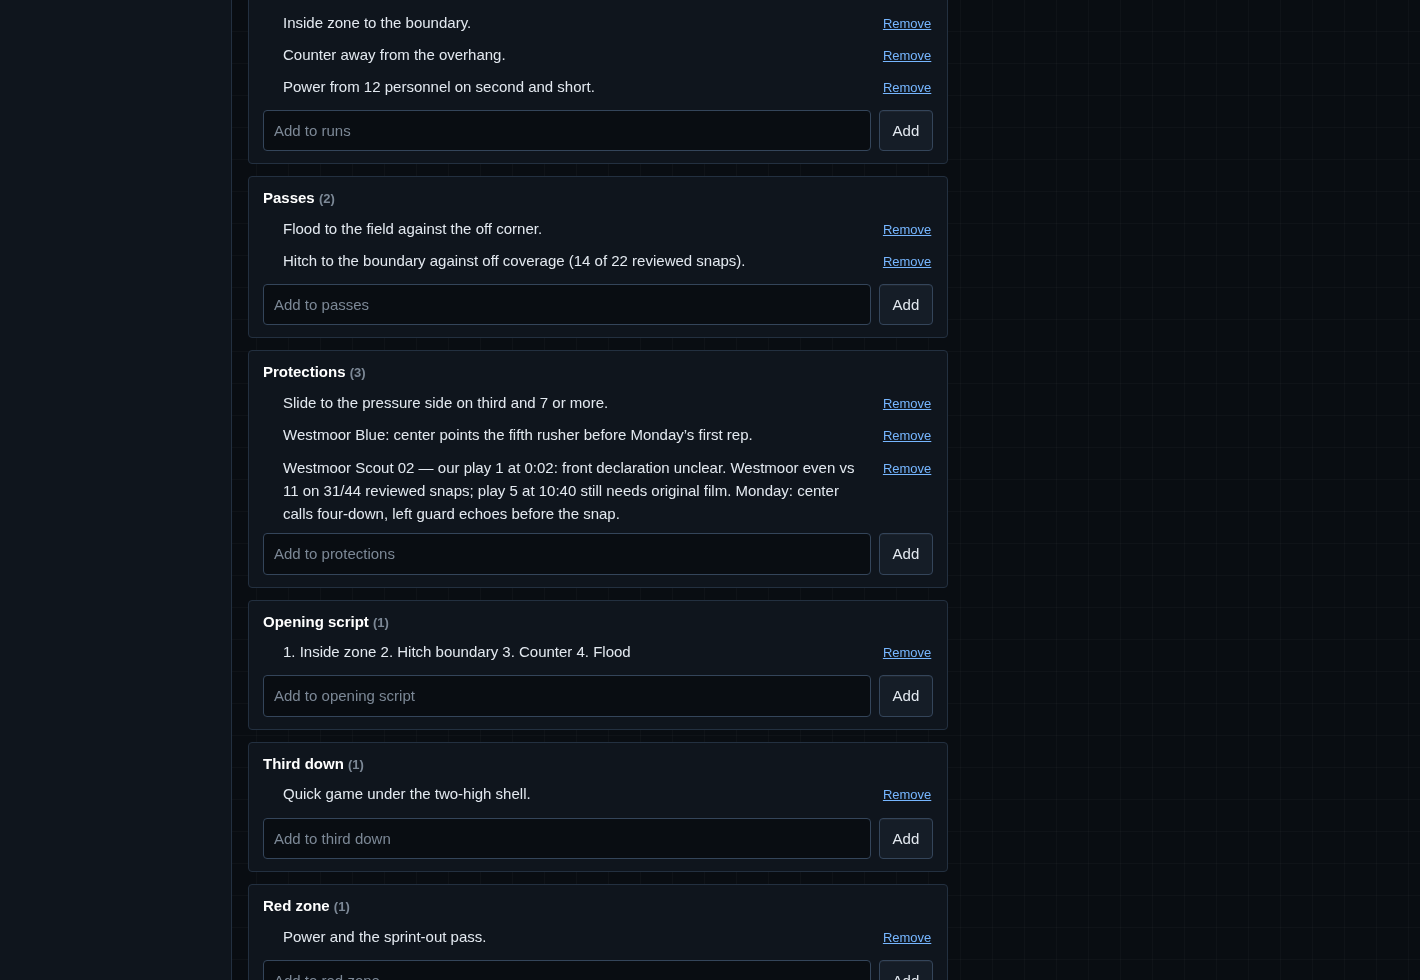 Inside zone to the boundary. Remove
Counter away from the overhang. Remove
Power from 12 personnel on second and short. Remove
Add to runs Add
Passes (2)
Flood to the field against the off corner. Remove
Hitch to the boundary against off coverage (14 of 22 reviewed snaps). Remove
Add to passes Add
Protections (3)
Slide to the pressure side on third and 7 or more. Remove
Westmoor Blue: center points the fifth rusher before Monday’s first rep. Remove
Westmoor Scout 02 — our play 1 at 0:02: front declaration unclear. Westmoor even vs Remove
11 on 31/44 reviewed snaps; play 5 at 10:40 still needs original film. Monday: center
calls four-down, left guard echoes before the snap.
Add to protections Add
Opening script (1)
1. Inside zone 2. Hitch boundary 3. Counter 4. Flood Remove
Add to opening script Add
Third down (1)
Quick game under the two-high shell. Remove
Add to third down Add
Red zone (1)
Power and the sprint-out pass. Remove
Add to red zone Add